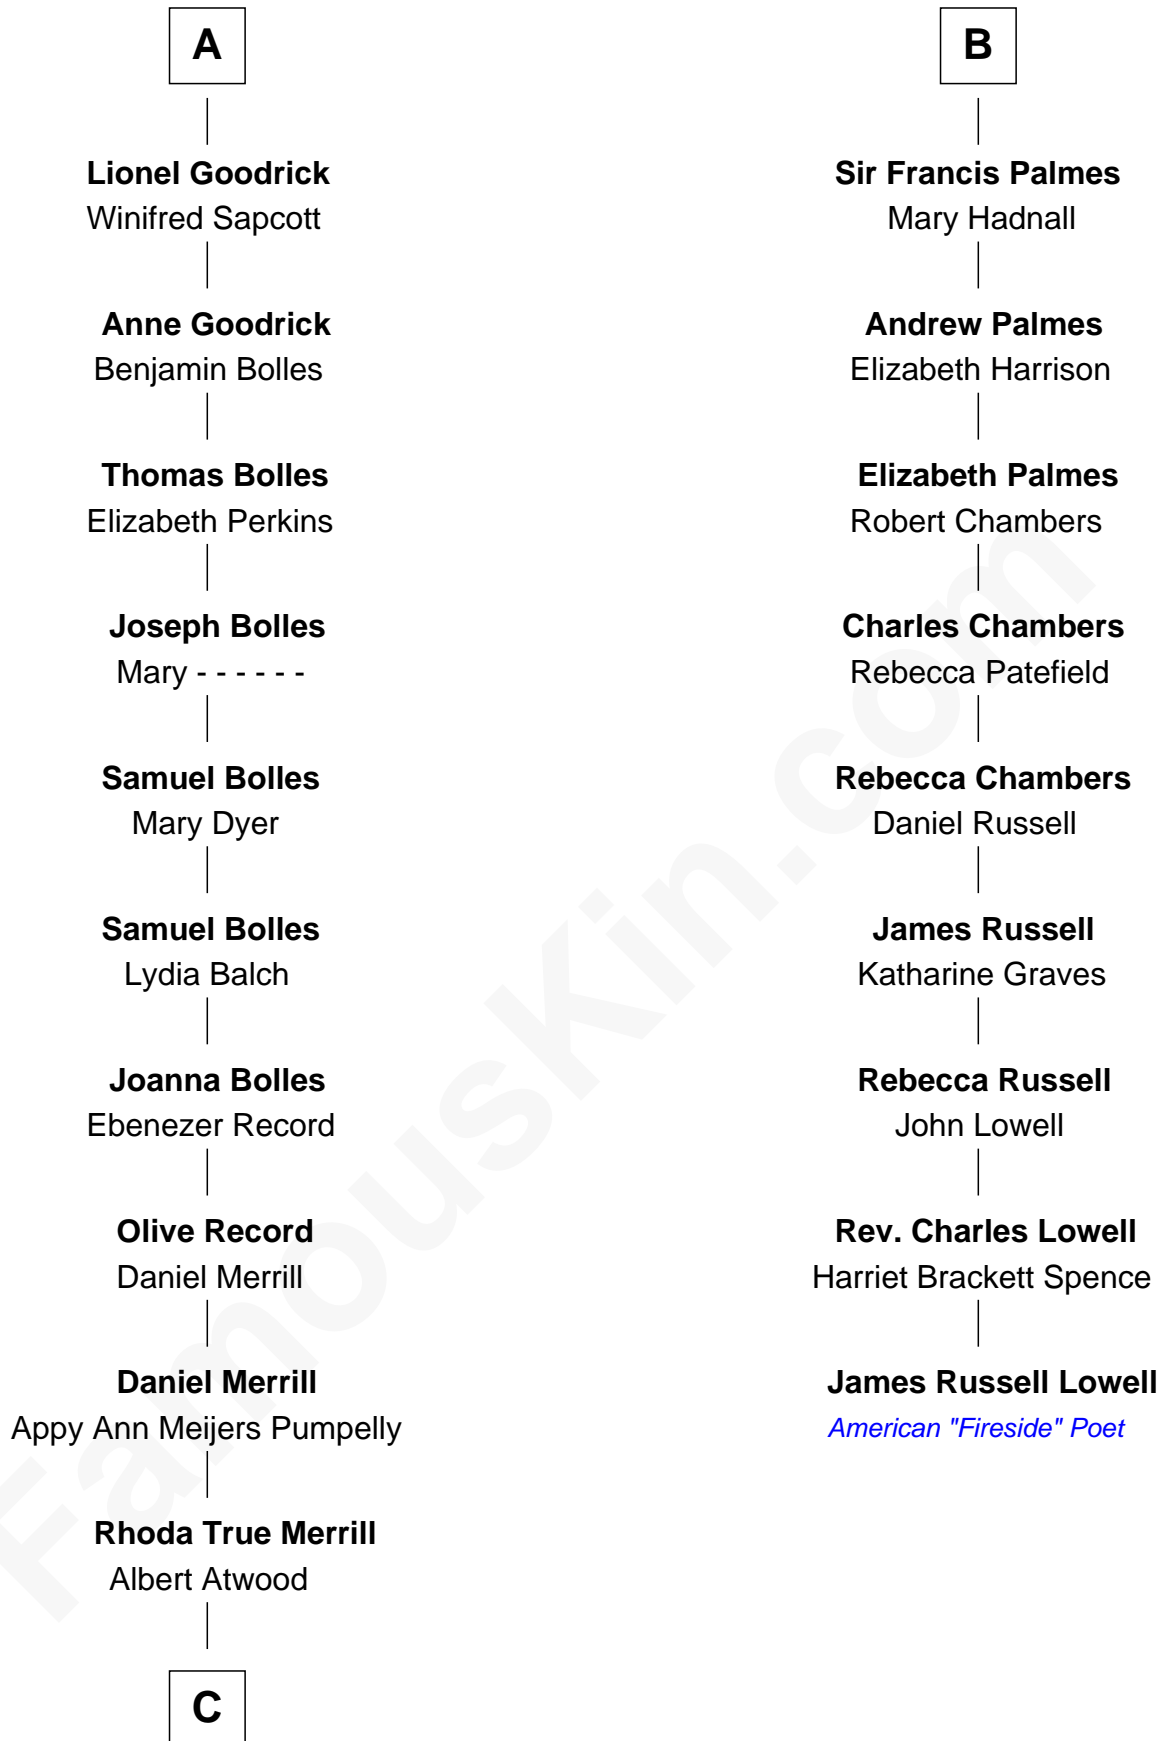 A
Lionel Goodrick
Winifred Sapcott
Anne Goodrick
Benjamin Bolles
Thomas Bolles
Elizabeth Perkins
Joseph Bolles
Mary - - - - - -
Samuel Bolles
Mary Dyer
Samuel Bolles
Lydia Balch
Joanna Bolles
Ebenezer Record
Olive Record
Daniel Merrill
Daniel Merrill
Appy Ann Meijers Pumpelly
Rhoda True Merrill
Albert Atwood
C
B
Sir Francis Palmes
Mary Hadnall
Andrew Palmes
Elizabeth Harrison
Elizabeth Palmes
Robert Chambers
Charles Chambers
Rebecca Patefield
Rebecca Chambers
Daniel Russell
James Russell
Katharine Graves
Rebecca Russell
John Lowell
Rev. Charles Lowell
Harriet Brackett Spence
James Russell Lowell
American "Fireside" Poet
FamousKin.com